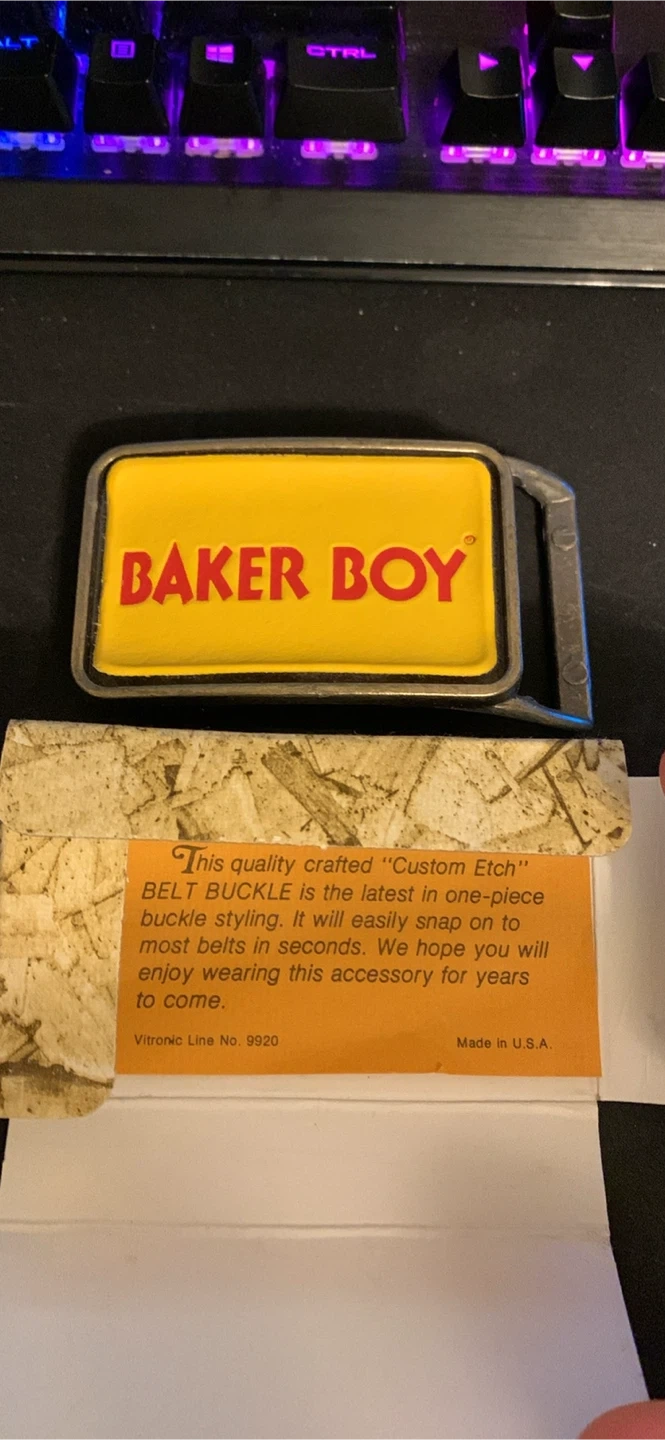 ALT
CTRL
BAKER BOY®
This quality crafted "Custom Etch"
BELT BUCKLE is the latest in one-piece
buckle styling. It will easily snap on to
most belts in seconds. We hope you will
enjoy wearing this accessory for years
to come.
Vitronic Line No. 9920
Made in U.S.A.